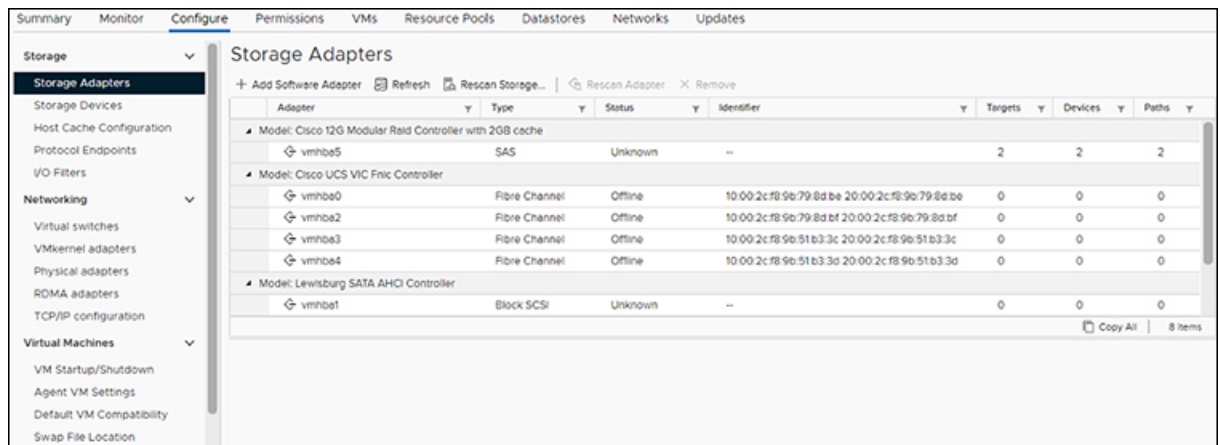 Summary Monitor Configure Permissions VMs Resource Pools Datastores Networks Updates
Storage
Storage Adapters
Storage Devices
Host Cache Configuration
Protocol Endpoints
I/O Filters
Networking
Virtual switches
VMkernel adapters
Physical adapters
RDMA adapters
TCP/IP configuration
Virtual Machines
VM Startup/Shutdown
Agent VM Settings
Default VM Compatibility
Swap File Location
Storage Adapters
+ Add Software Adapter Refresh Rescan Storage... | Rescan Adapter × Remove
Adapter Type Status Identifier Targets Devices Paths
Model: Cisco 12G Modular Raid Controller with 2GB cache
vmhba5 SAS Unknown -- 2 2 2
Model: Cisco UCS VIC Fnic Controller
vmhba0 Fibre Channel Offline 10:00:2c:f8:9b:79:8d:be 20:00:2c:f8:9b:79:8d:be 0 0 0
vmhba2 Fibre Channel Offline 10:00:2c:f8:9b:79:8d:bf 20:00:2c:f8:9b:79:8d:bf 0 0 0
vmhba3 Fibre Channel Offline 10:00:2c:f8:9b:51:b3:3c 20:00:2c:f8:9b:51:b3:3c 0 0 0
vmhba4 Fibre Channel Offline 10:00:2c:f8:9b:51:b3:3d 20:00:2c:f8:9b:51:b3:3d 0 0 0
Model: Lewisburg SATA AHCI Controller
vmhba1 Block SCSI Unknown -- 0 0 0
Copy All | 8 items